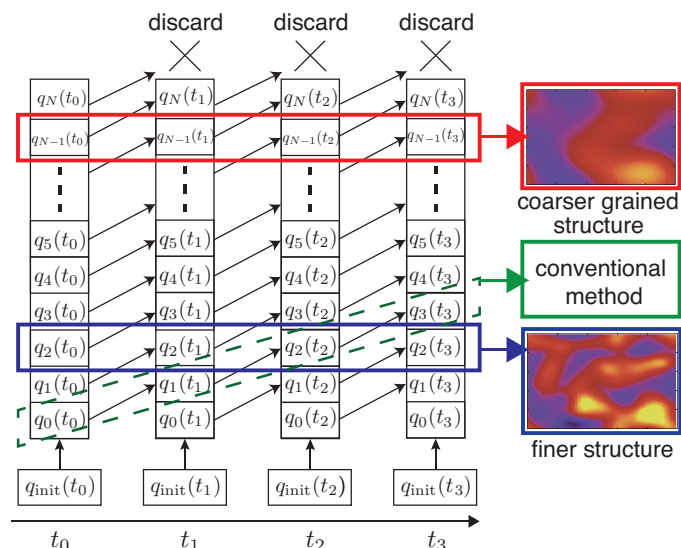 discard discard discard
q_N(t_0) q_N(t_1) q_N(t_2) q_N(t_3)
q_{N-1}(t_0) q_{N-1}(t_1) q_{N-1}(t_2) q_{N-1}(t_3)
coarser grained
structure
q_5(t_0) q_5(t_1) q_5(t_2) q_5(t_3)
q_4(t_0) q_4(t_1) q_4(t_2) q_4(t_3)
conventional
method
q_3(t_0) q_3(t_1) q_3(t_2) q_3(t_3)
q_2(t_0) q_2(t_1) q_2(t_2) q_2(t_3)
q_1(t_0) q_1(t_1) q_1(t_2) q_1(t_3)
q_0(t_0) q_0(t_1) q_0(t_2) q_0(t_3)
finer structure
q_init(t_0) q_init(t_1) q_init(t_2) q_init(t_3)
t_0 t_1 t_2 t_3